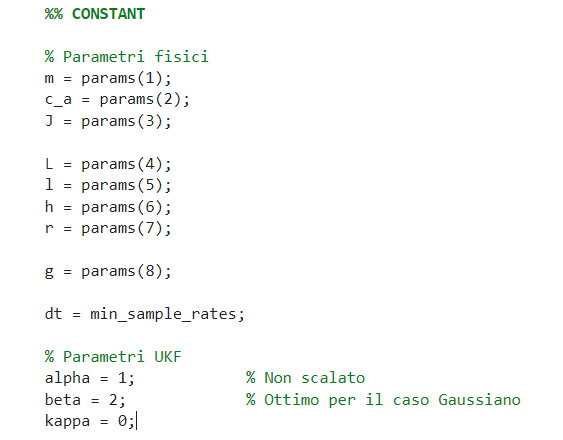 %% CONSTANT
% Parametri fisici
m = params(1);
c_a = params(2);
J = params(3);
L = params(4);
l = params(5);
h = params(6);
r = params(7);
g = params(8);
dt = min_sample_rates;
% Parametri UKF
alpha = 1; % Non scalato
beta = 2; % Ottimo per il caso Gaussiano
kappa = 0;